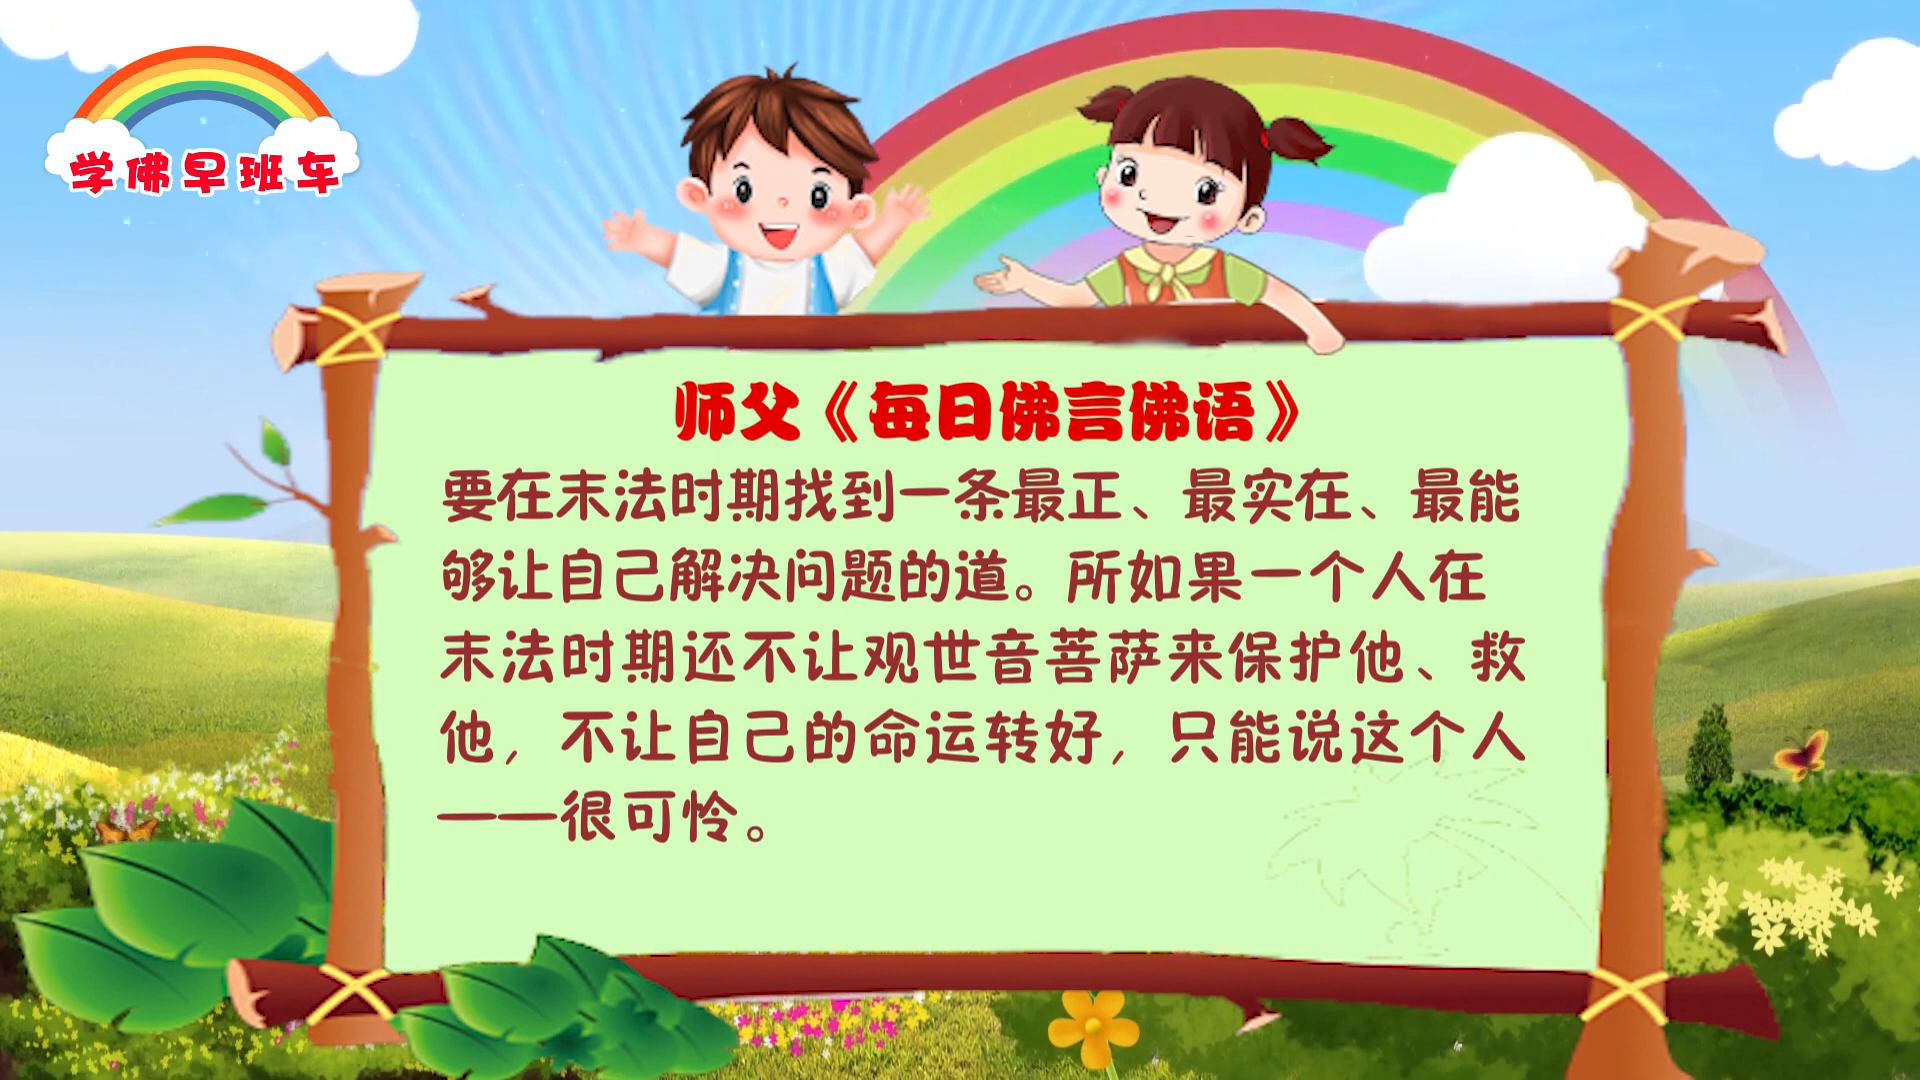 学佛早班车
师父《每日佛言佛语》
要在末法时期找到一条最正、最实在、最能
够让自己解决问题的道。所如果一个人在
末法时期还不让观世音菩萨来保护他、救
他，不让自己的命运转好，只能说这个人
——很可怜。